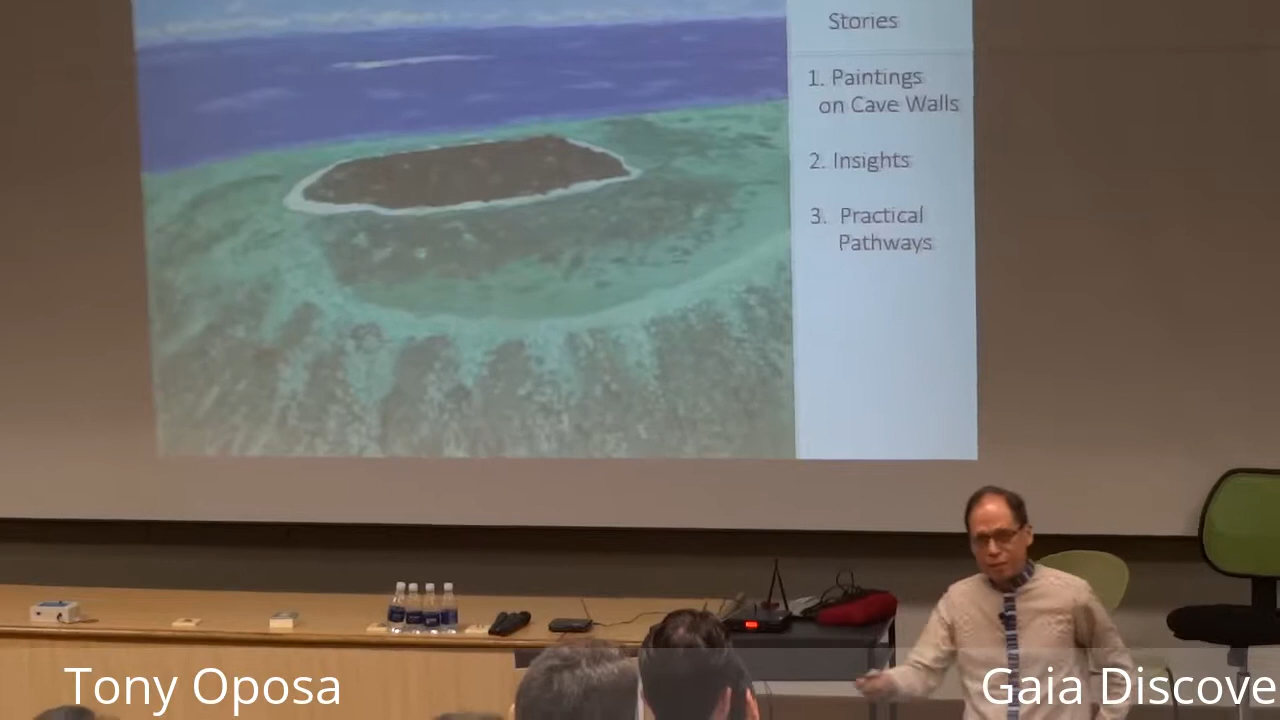 Stories
1. Paintings
on Cave Walls
2. Insights
3. Practical
Pathways
Tony Oposa
Gaia Discove